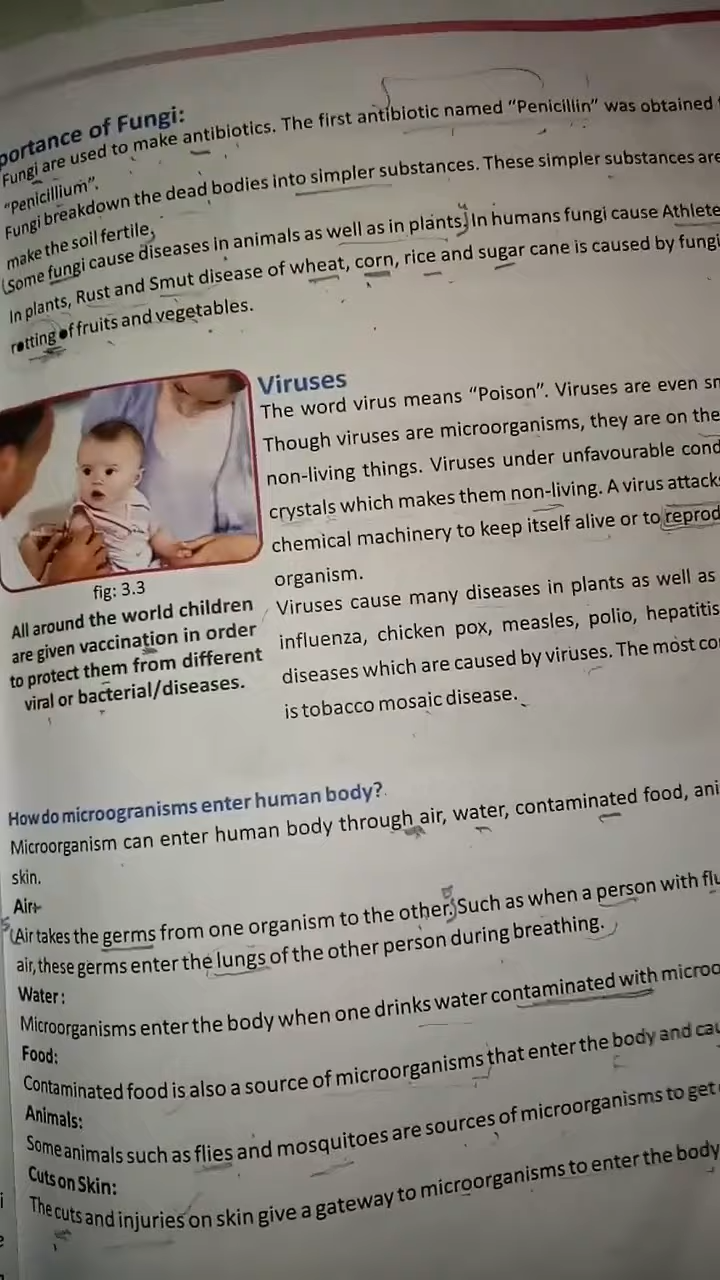 portance of Fungi:
Fungi are used to make antibiotics. The first antibiotic named "Penicillin" was obtained
"Penicillium".
Fungi breakdown the dead bodies into simpler substances. These simpler substances are
make the soil fertile.
(Some fungi cause diseases in animals as well as in plants. In humans fungi cause Athlete
In plants, Rust and Smut disease of wheat, corn, rice and sugar cane is caused by fungi
rotting of fruits and vegetables.
Viruses
The word virus means "Poison". Viruses are even sm
Though viruses are microorganisms, they are on the
non-living things. Viruses under unfavourable cond
crystals which makes them non-living. A virus attack
chemical machinery to keep itself alive or to reprod
organism.
Viruses cause many diseases in plants as well as
influenza, chicken pox, measles, polio, hepatitis
diseases which are caused by viruses. The most co
is tobacco mosaic disease.
fig: 3.3
All around the world children
are given vaccination in order
to protect them from different
viral or bacterial/diseases.
How do microogranisms enter human body?
Microorganism can enter human body through air, water, contaminated food, ani
skin.
Air:
(Air takes the germs from one organism to the other. Such as when a person with flu
air, these germs enter the lungs of the other person during breathing.
Water:
Microorganisms enter the body when one drinks water contaminated with microo
Food:
Contaminated food is also a source of microorganisms that enter the body and cau
Animals:
Some animals such as flies and mosquitoes are sources of microorganisms to get
Cuts on Skin:
The cuts and injuries on skin give a gateway to microorganisms to enter the body